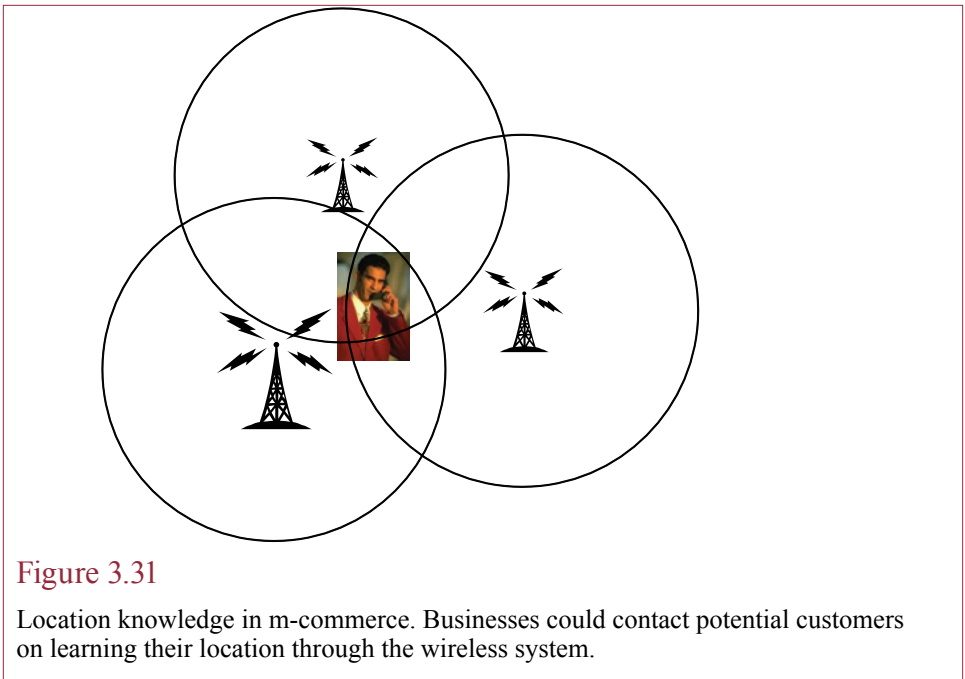 Figure 3.31
Location knowledge in m-commerce. Businesses could contact potential customers
on learning their location through the wireless system.